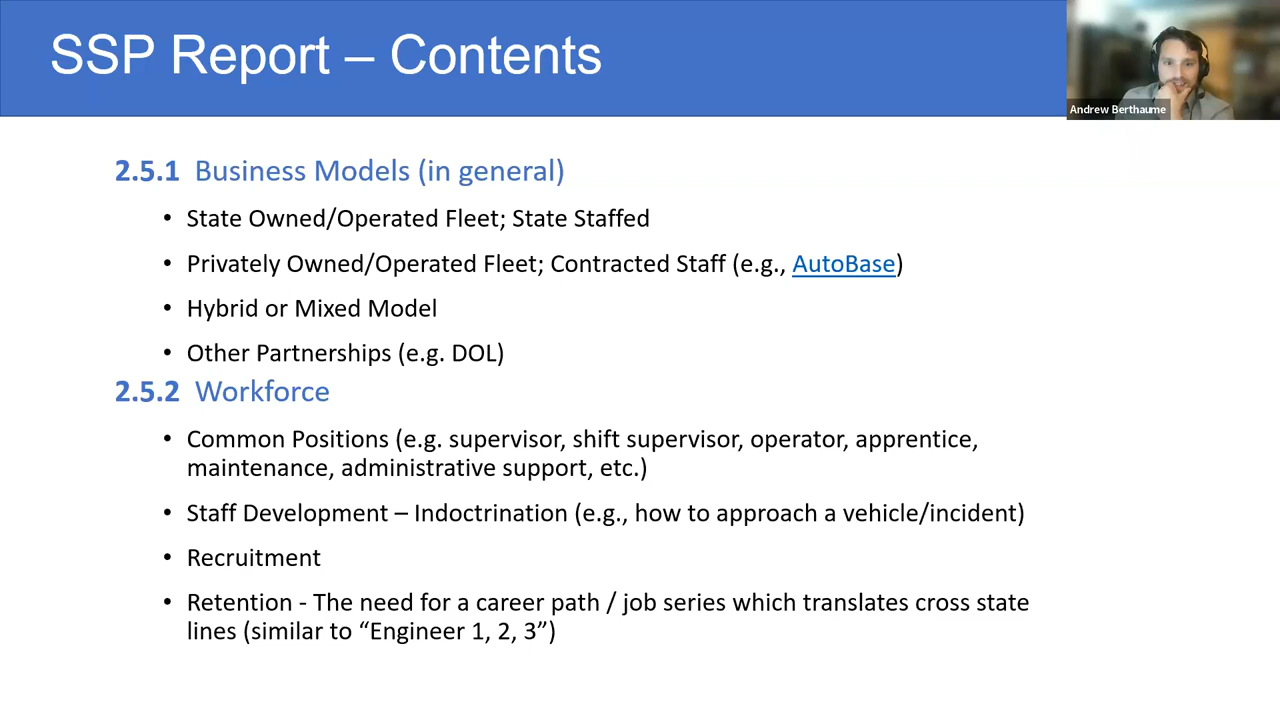 SSP Report – Contents
Andrew Berthaume
2.5.1 Business Models (in general)
• State Owned/Operated Fleet; State Staffed
• Privately Owned/Operated Fleet; Contracted Staff (e.g., AutoBase)
• Hybrid or Mixed Model
• Other Partnerships (e.g. DOL)
2.5.2 Workforce
• Common Positions (e.g. supervisor, shift supervisor, operator, apprentice,
maintenance, administrative support, etc.)
• Staff Development – Indoctrination (e.g., how to approach a vehicle/incident)
• Recruitment
• Retention - The need for a career path / job series which translates cross state
lines (similar to “Engineer 1, 2, 3”)